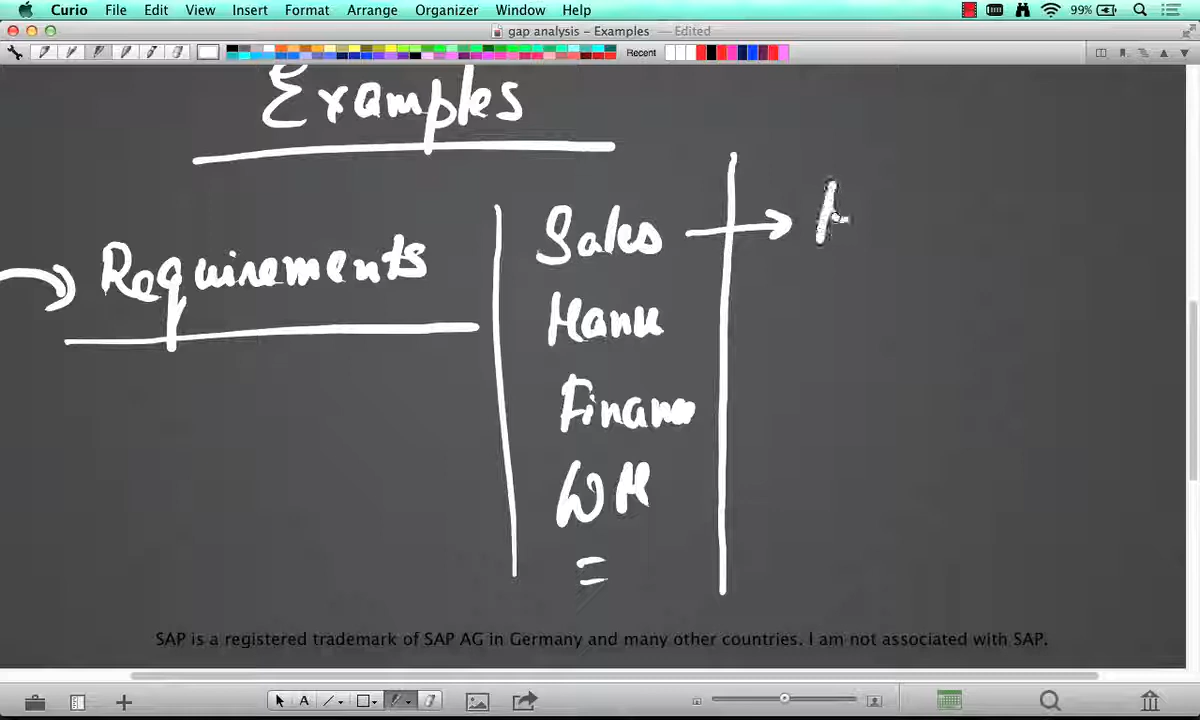 Curio File Edit View Insert Format Arrange Organizer Window Help 99%
gap analysis – Examples — Edited
Recent
Examples
Requirements
Sales
Manu
Finance
WM
SAP is a registered trademark of SAP AG in Germany and many other countries. I am not associated with SAP.
A